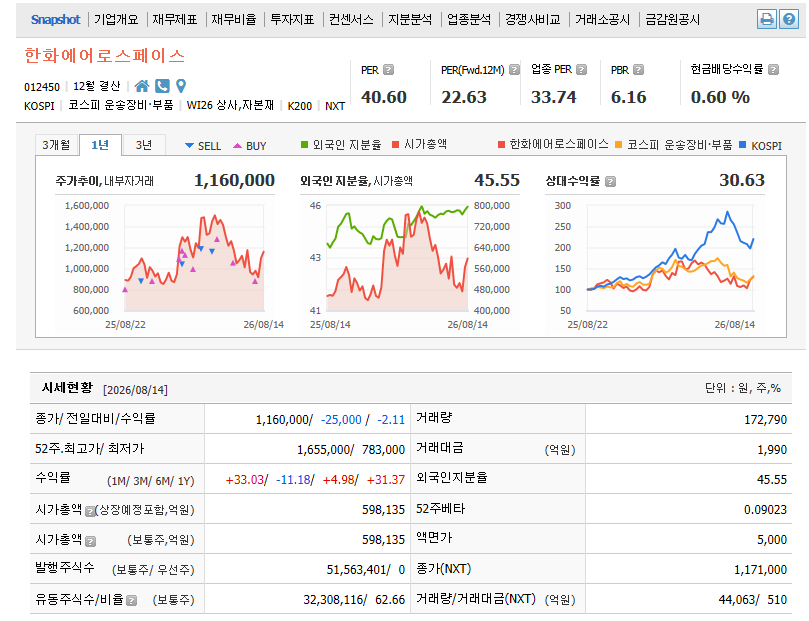 Snapshot 기업개요 재무제표 재무비율 투자지표 컨센서스 지분분석 업종분석 경쟁사비교 거래소공시 금감원공시
한화에어로스페이스
012450 12월 결산
KOSPI 코스피 운송장비·부품 WI26 상사,자본재 K200 NXT
PER PER(Fwd.12M) 업종 PER PBR 현금배당수익률
40.60 22.63 33.74 6.16 0.60 %
3개월 1년 3년 SELL BUY 외국인 지분율 시가총액 한화에어로스페이스 코스피 운송장비·부품 KOSPI
주가추이, 내부자거래 1,160,000
1,600,000
1,400,000
1,200,000
1,000,000
800,000
600,000
25/08/22 26/08/14
외국인 지분율, 시가총액 45.55
46
43
41
800,000
720,000
640,000
560,000
480,000
400,000
25/08/14 26/08/14
상대수익률 30.63
300
250
200
150
100
50
25/08/22 26/08/14
시세현황 [2026/08/14] 단위 : 원, 주,%
종가/ 전일대비/수익률 1,160,000/ -25,000 / -2.11 거래량 172,790
52주.최고가/ 최저가 1,655,000/ 783,000 거래대금 (억원) 1,990
수익률 (1M/ 3M/ 6M/ 1Y) +33.03/ -11.18/ +4.98/ +31.37 외국인지분율 45.55
시가총액 (상장예정포함,억원) 598,135 52주베타 0.09023
시가총액 (보통주,억원) 598,135 액면가 5,000
발행주식수 (보통주/ 우선주) 51,563,401/ 0 종가(NXT) 1,171,000
유동주식수/비율 (보통주) 32,308,116/ 62.66 거래량/거래대금(NXT) (억원) 44,063/ 510